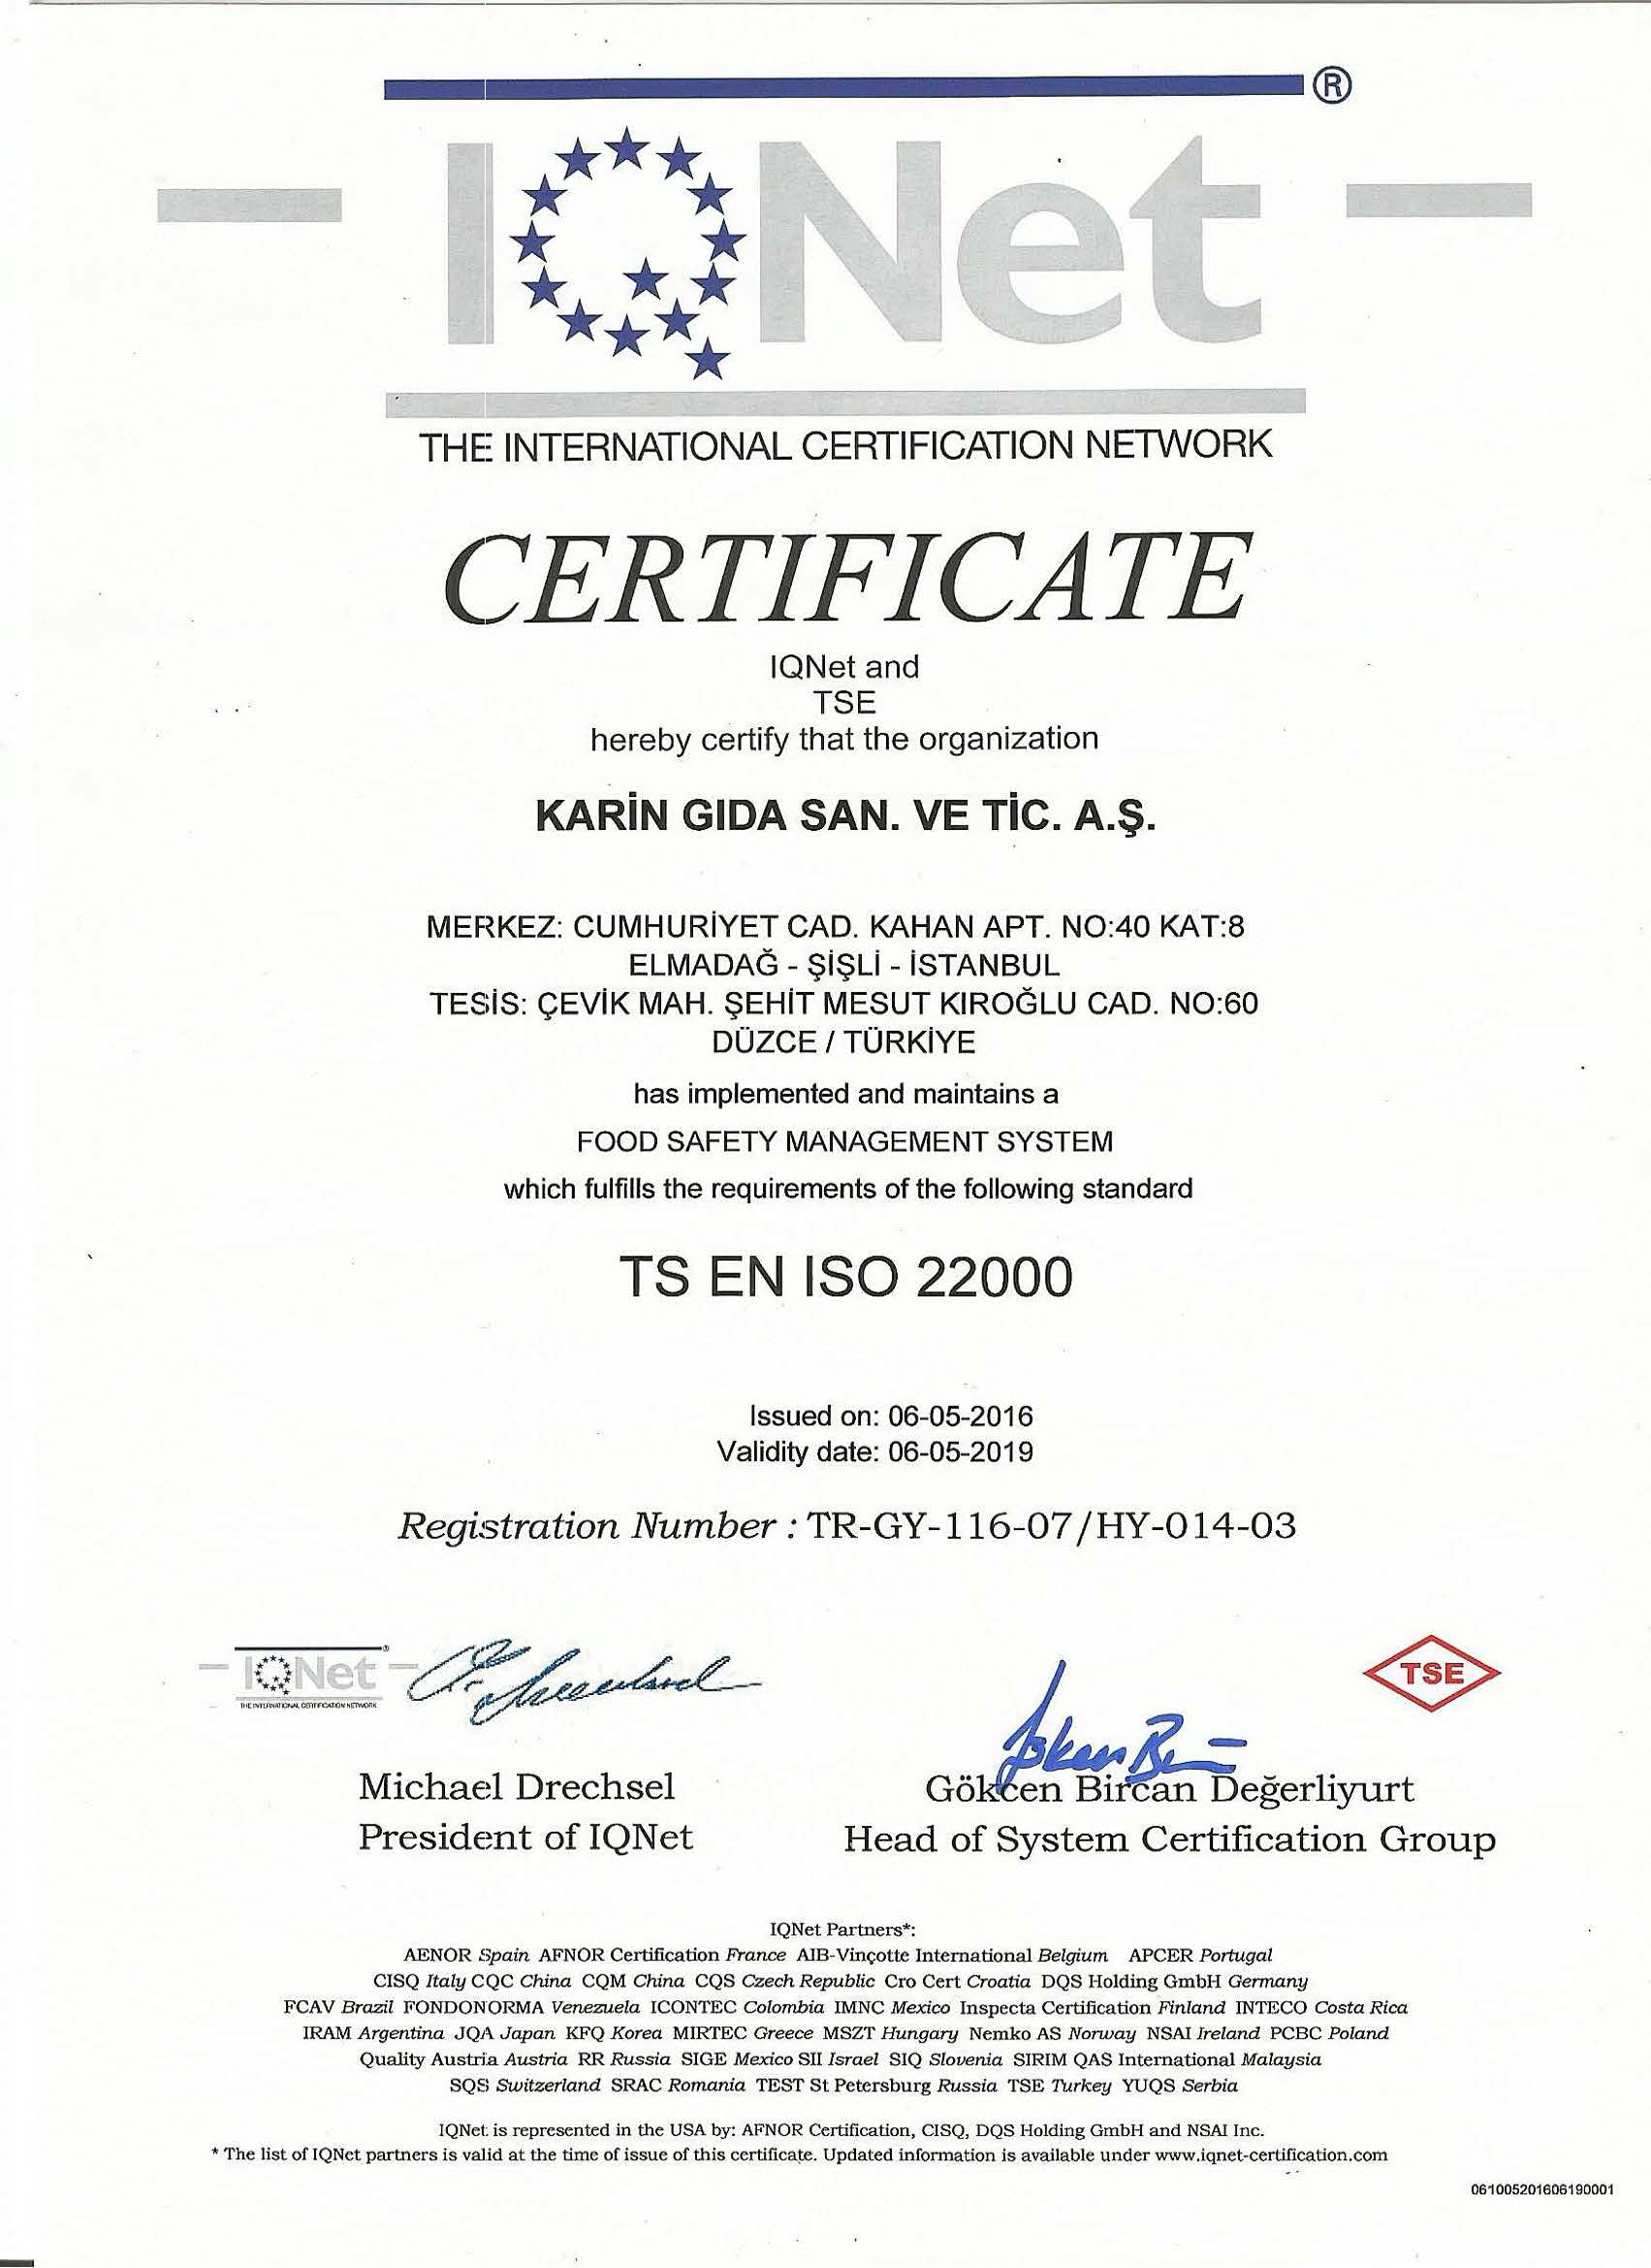 ®
IQNet
THE INTERNATIONAL CERTIFICATION NETWORK
CERTIFICATE
IQNet and
TSE
hereby certify that the organization
KARİN GIDA SAN. VE TİC. A.Ş.
MERKEZ: CUMHURİYET CAD. KAHAN APT. NO:40 KAT:8
ELMADAĞ - ŞİŞLİ - İSTANBUL
TESİS: ÇEVİK MAH. ŞEHİT MESUT KIROĞLU CAD. NO:60
DÜZCE / TÜRKİYE
has implemented and maintains a
FOOD SAFETY MANAGEMENT SYSTEM
which fulfills the requirements of the following standard
TS EN ISO 22000
Issued on: 06-05-2016
Validity date: 06-05-2019
Registration Number : TR-GY-116-07/HY-014-03
IQNet
THE INTERNATIONAL CERTIFICATION NETWORK
TSE
Michael Drechsel
President of IQNet
Gökcen Bircan Değerliyurt
Head of System Certification Group
IQNet Partners*:
AENOR Spain AFNOR Certification France AIB-Vinçotte International Belgium APCER Portugal
CISQ Italy CQC China CQM China CQS Czech Republic Cro Cert Croatia DQS Holding GmbH Germany
FCAV Brazil FONDONORMA Venezuela ICONTEC Colombia IMNC Mexico Inspecta Certification Finland INTECO Costa Rica
IRAM Argentina JQA Japan KFQ Korea MIRTEC Greece MSZT Hungary Nemko AS Norway NSAI Ireland PCBC Poland
Quality Austria Austria RR Russia SIGE Mexico SII Israel SIQ Slovenia SIRIM QAS International Malaysia
SQS Switzerland SRAC Romania TEST St Petersburg Russia TSE Turkey YUQS Serbia
IQNet is represented in the USA by: AFNOR Certification, CISQ, DQS Holding GmbH and NSAI Inc.
* The list of IQNet partners is valid at the time of issue of this certificate. Updated information is available under www.iqnet-certification.com
061005201606190001